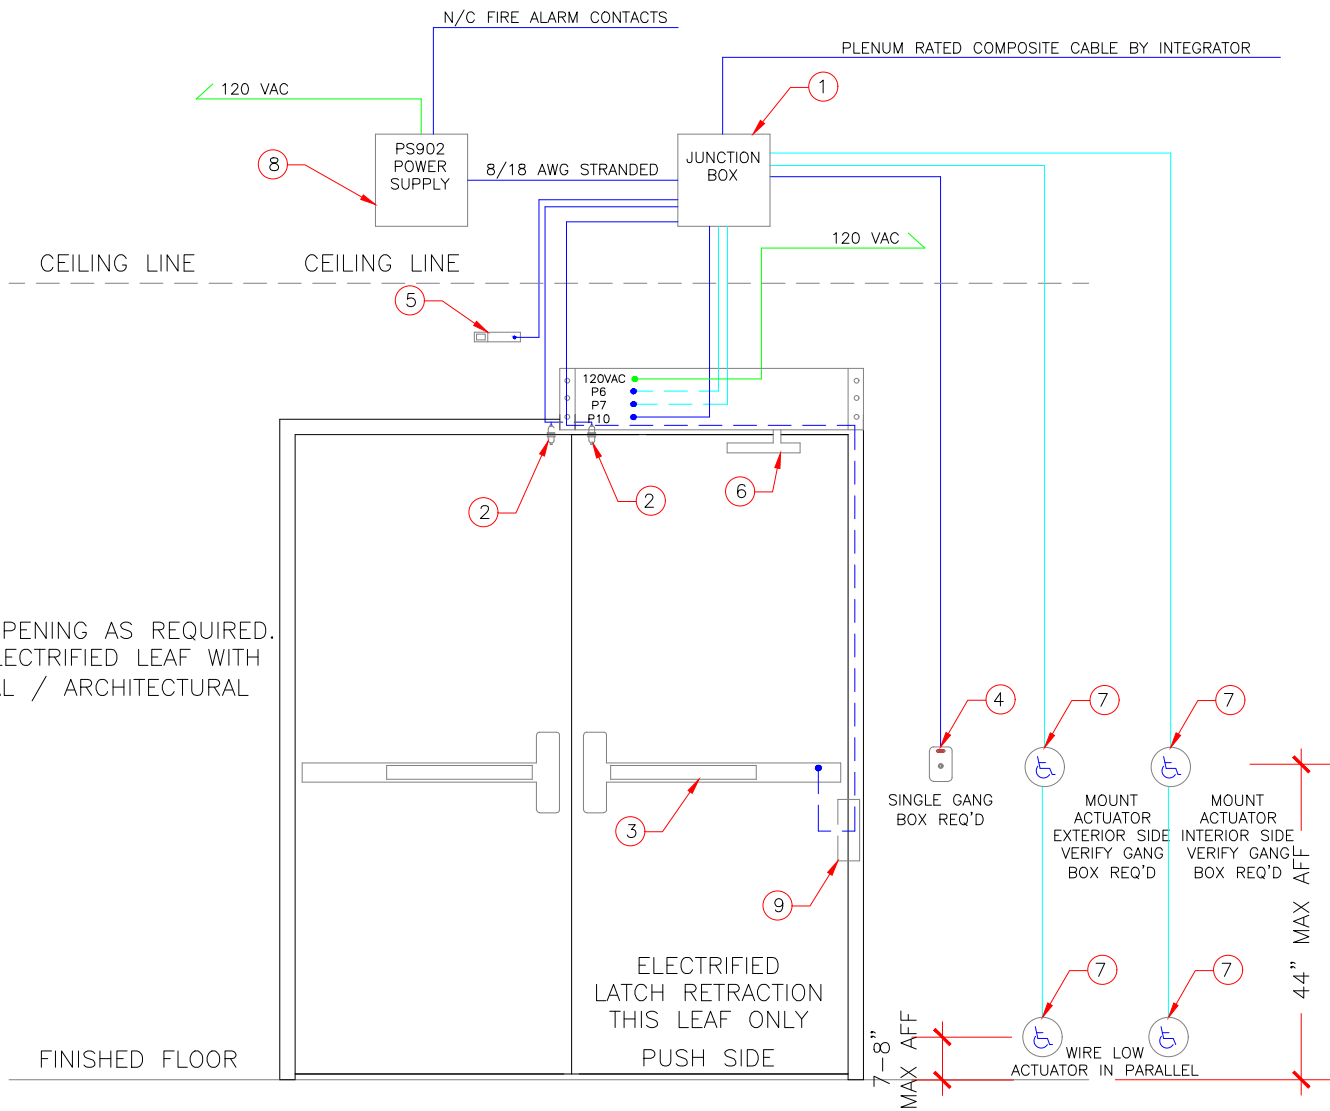 N/C FIRE ALARM CONTACTS
PLENUM RATED COMPOSITE CABLE BY INTEGRATOR
120 VAC
1
PS902
POWER
SUPPLY
8
8/18 AWG STRANDED
JUNCTION
BOX
120 VAC
CEILING LINE
CEILING LINE
5
120VAC
P6
P7
P10
2
2
6
PENING AS REQUIRED.
LECTRIFIED LEAF WITH
AL / ARCHITECTURAL
4
7
7
SINGLE GANG
BOX REQ'D
MOUNT
ACTUATOR
EXTERIOR SIDE
VERIFY GANG
BOX REQ'D
MOUNT
ACTUATOR
INTERIOR SIDE
VERIFY GANG
BOX REQ'D
3
9
44" MAX AFF
ELECTRIFIED
LATCH RETRACTION
THIS LEAF ONLY
PUSH SIDE
7
7
7-8"
MAX AFF
WIRE LOW
ACTUATOR IN PARALLEL
FINISHED FLOOR